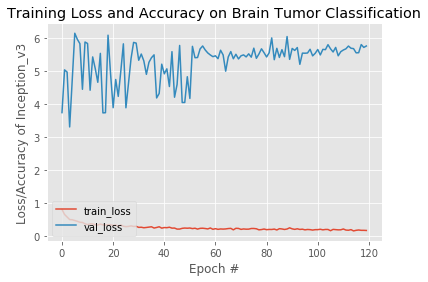 Training Loss and Accuracy on Brain Tumor Classification
Loss/Accuracy of Inception_v3
6
5
4
3
2
1
0
train_loss
val_loss
0 20 40 60 80 100 120
Epoch #